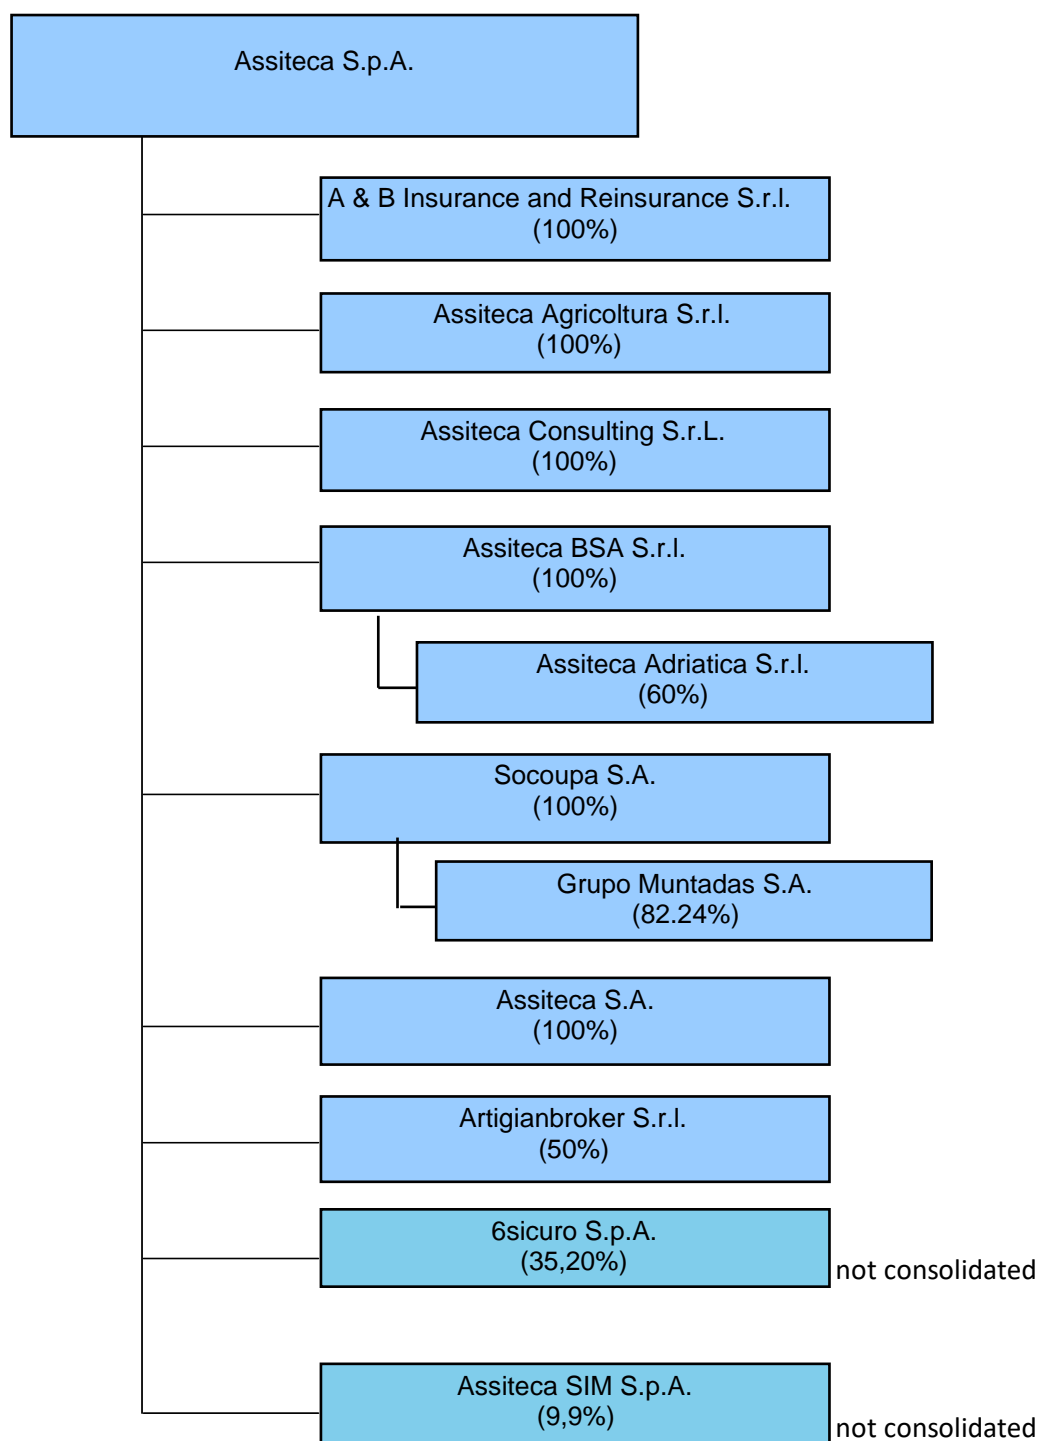 Assiteca S.p.A.
A & B Insurance and Reinsurance S.r.l.
(100%)
Assiteca Agricoltura S.r.l.
(100%)
Assiteca Consulting S.r.L.
(100%)
Assiteca BSA S.r.l.
(100%)
Assiteca Adriatica S.r.l.
(60%)
Socoupa S.A.
(100%)
Grupo Muntadas S.A.
(82.24%)
Assiteca S.A.
(100%)
Artigianbroker S.r.l.
(50%)
6sicuro S.p.A.
(35,20%)
not consolidated
Assiteca SIM S.p.A.
(9,9%)
not consolidated